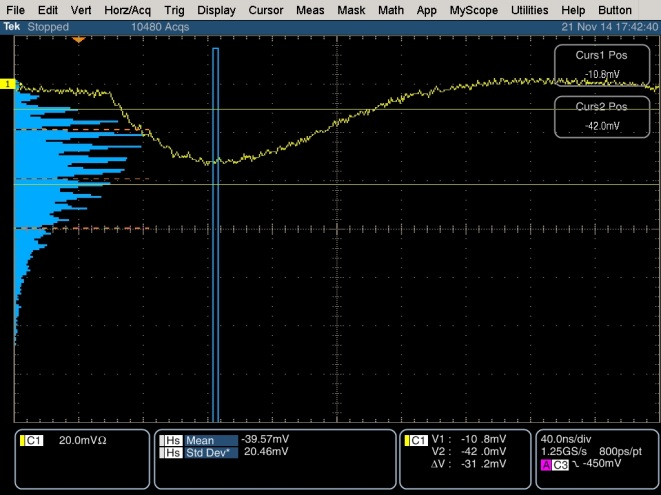 File Edit Vert Horz/Acq Trig Display Cursor Meas Mask Math App MyScope Utilities Help Button
Tek Stopped 10480 Acqs 21 Nov 14 17:42:40
Curs1 Pos
-10.8mV
Curs2 Pos
-42.0mV
1
C1 20.0mVΩ
Hs Mean -39.57mV
Hs Std Dev* 20.46mV
C1 V1 : -10 .8mV
V2 : -42 .0mV
ΔV : -31 .2mV
40.0ns/div
1.25GS/s 800ps/pt
A C3 -450mV